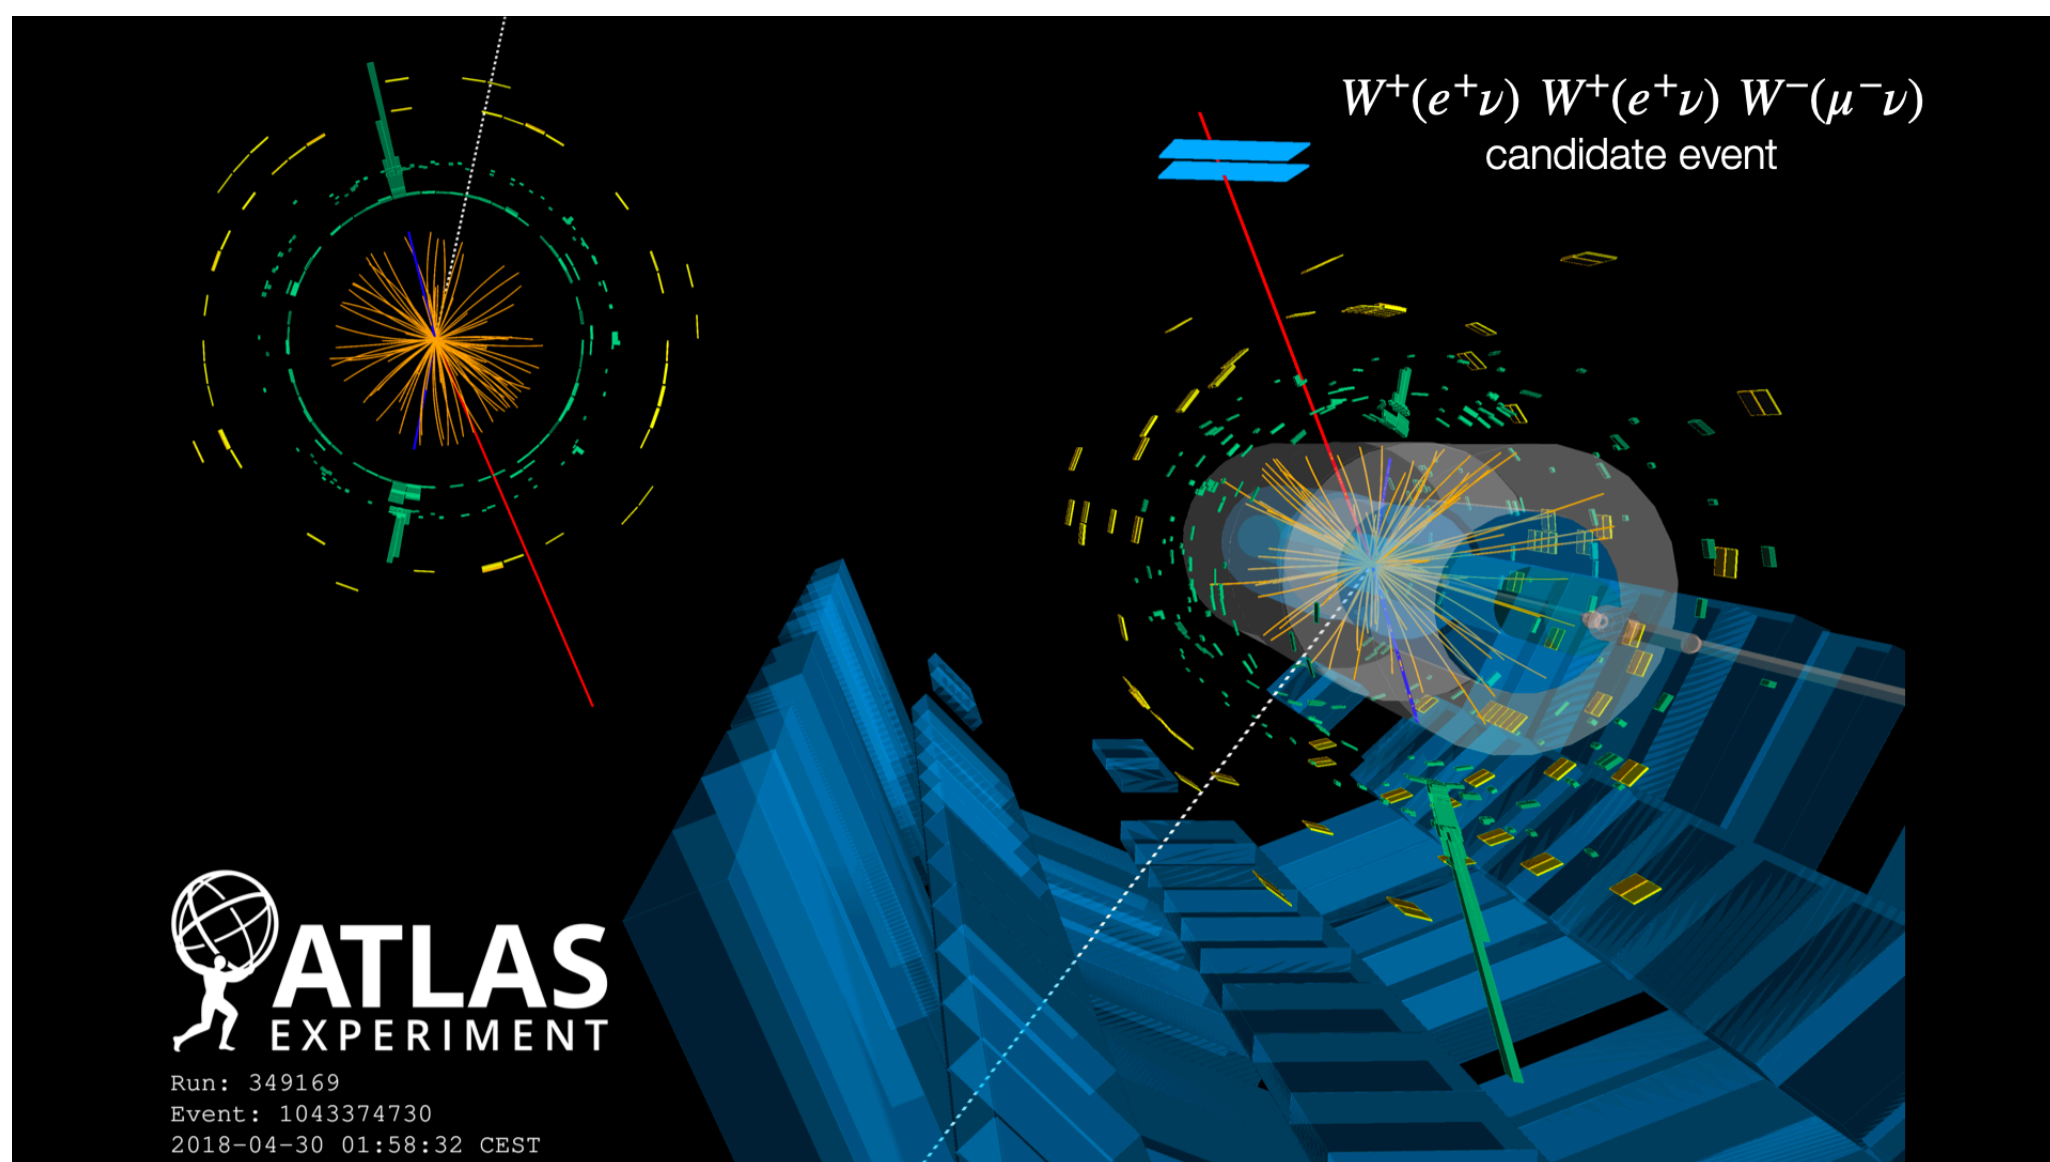 W⁺(e⁺ν) W⁺(e⁺ν) W⁻(μ⁻ν)
candidate event
ATLAS
EXPERIMENT
Run: 349169
Event: 1043374730
2018-04-30 01:58:32 CEST